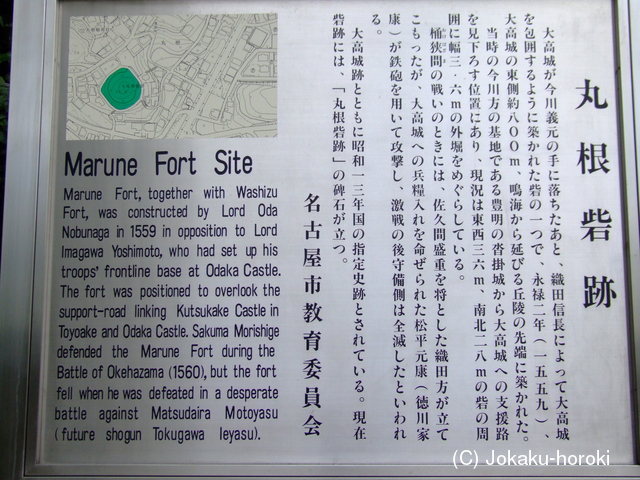 丸根砦跡
大高城が今川義元の手に落ちたあと、織田信長によって大高城
を包囲するように築かれた砦の一つで、永禄二年（一五五九）、
大高城の東側約八〇〇m、鳴海から延びる丘陵の先端に築かれた。
当時の今川方の基地である豊明の沓掛城から大高城への支援路
を見下ろす位置にあり、現況は東西三六m、南北二八mの砦の周
囲に幅三・六mの外堀をめぐらしている。
桶狭間の戦いのときには、佐久間盛重を将とした織田方が立て
こもったが、大高城への兵糧入れを命ぜられた松平元康（徳川家
康）が鉄砲を用いて攻撃し、激戦の後守備側は全滅したといわれ
る。
大高城跡とともに昭和一三年国の指定史跡とされている。現在
砦跡には、「丸根砦跡」の碑石が立つ。
名古屋市教育委員会
Marune Fort Site
Marune Fort, together with Washizu
Fort, was constructed by Lord Oda
Nobunaga in 1559 in opposition to Lord
Imagawa Yoshimoto, who had set up his
troops' frontline base at Odaka Castle.
The fort was positioned to overlook the
support-road linking Kutsukake Castle in
Toyoake and Odaka Castle. Sakuma Morishige
defended the Marune Fort during the
Battle of Okehazama (1560), but the fort
fell when he was defeated in a desperate
battle against Matsudaira Motoyasu
(future shogun Tokugawa Ieyasu).
(C) Jokaku-horoki